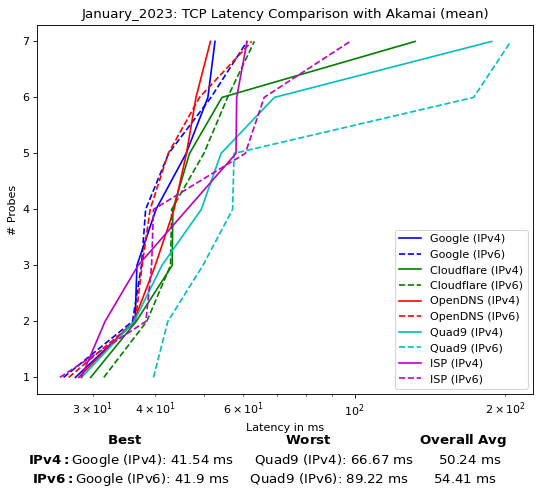 January_2023: TCP Latency Comparison with Akamai (mean)
# Probes
7
6
5
4
3
2
1
Google (IPv4)
Google (IPv6)
Cloudflare (IPv4)
Cloudflare (IPv6)
OpenDNS (IPv4)
OpenDNS (IPv6)
Quad9 (IPv4)
Quad9 (IPv6)
ISP (IPv4)
ISP (IPv6)
3 × 10¹ 4 × 10¹ 6 × 10¹ 10² 2 × 10²
Latency in ms
Best Worst Overall Avg
IPv4: Google (IPv4): 41.54 ms Quad9 (IPv4): 66.67 ms 50.24 ms
IPv6: Google (IPv6): 41.9 ms Quad9 (IPv6): 89.22 ms 54.41 ms